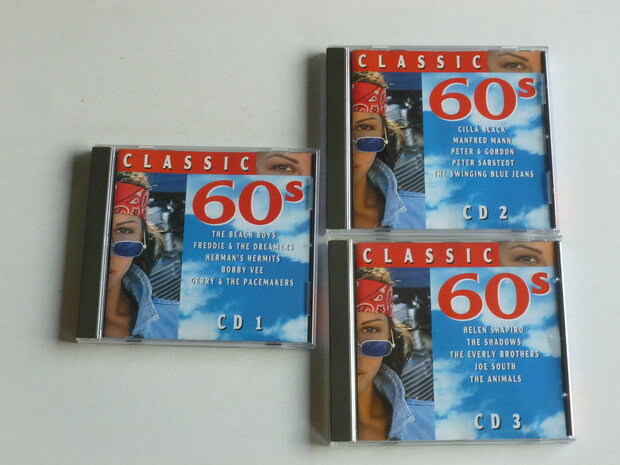 CLASSIC
60s
THE BEACH BOYS
FREDDIE & THE DREAMERS
HERMAN'S HERMITS
BOBBY VEE
GERRY & THE PACEMAKERS
CD 1
CLASSIC
60s
CILLA BLACK
MANFRED MANN
PETER & GORDON
PETER SARSTEDT
THE SWINGING BLUE JEANS
CD 2
CLASSIC
60s
HELEN SHAPIRO
THE SHADOWS
THE EVERLY BROTHERS
JOE SOUTH
THE ANIMALS
CD 3